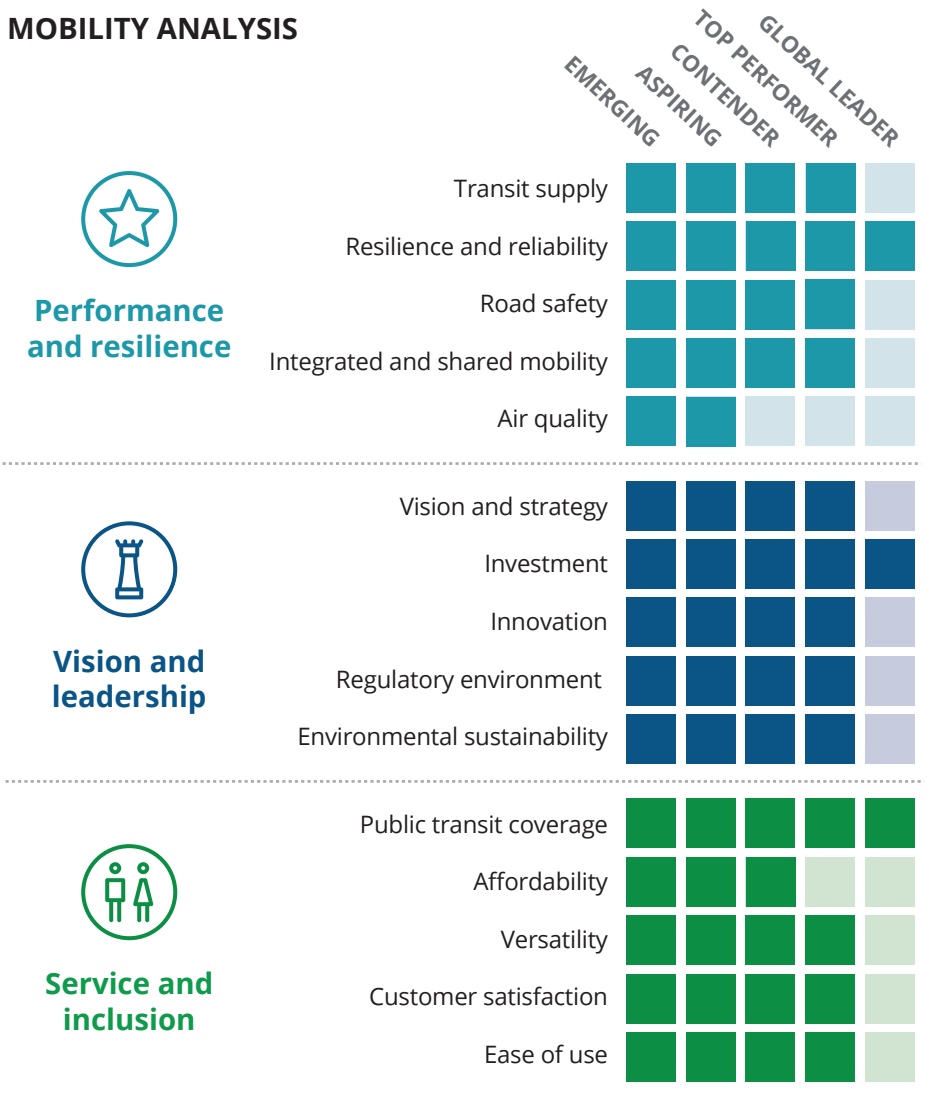 MOBILITY ANALYSIS
EMERGING
ASPIRING
CONTENDER
TOP PERFORMER
GLOBAL LEADER
Performance
and resilience
Transit supply
Resilience and reliability
Road safety
Integrated and shared mobility
Air quality
Vision and
leadership
Vision and strategy
Investment
Innovation
Regulatory environment
Environmental sustainability
Service and
inclusion
Public transit coverage
Affordability
Versatility
Customer satisfaction
Ease of use